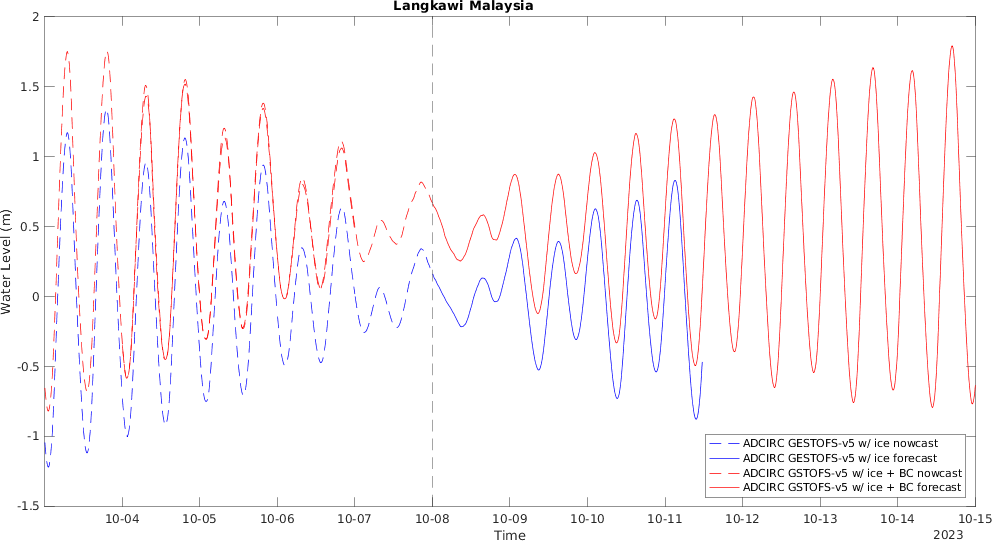 Langkawi Malaysia
2
1.5
1
0.5
0
-0.5
-1
-1.5
Water Level (m)
ADCIRC GESTOFS-v5 w/ ice nowcast
ADCIRC GESTOFS-v5 w/ ice forecast
ADCIRC GSTOFS-v5 w/ ice + BC nowcast
ADCIRC GSTOFS-v5 w/ ice + BC forecast
10-04 10-05 10-06 10-07 10-08 10-09 10-10 10-11 10-12 10-13 10-14 10-15
Time
2023